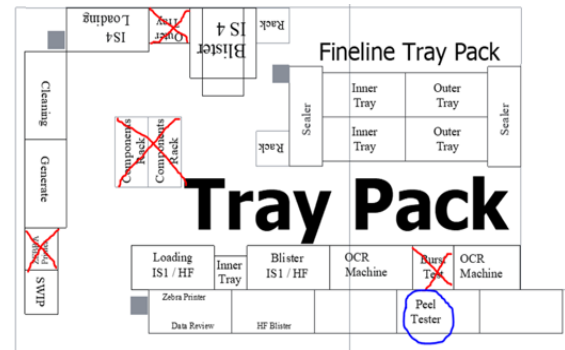 IS4
Loading
Outer
Tray
Blister
IS 4
Rack
Fineline Tray Pack
Cleaning
Sealer
Inner
Tray
Outer
Tray
Sealer
Inner
Tray
Outer
Tray
Components
Rack
Components
Rack
Rack
Generate
Tray Pack
Zebra
Printer
SWIP
Loading
IS1 / HF
Inner
Tray
Blister
IS1 / HF
OCR
Machine
Burst
Test
OCR
Machine
Zebra Printer
Data Review
HF Blister
Peel
Tester